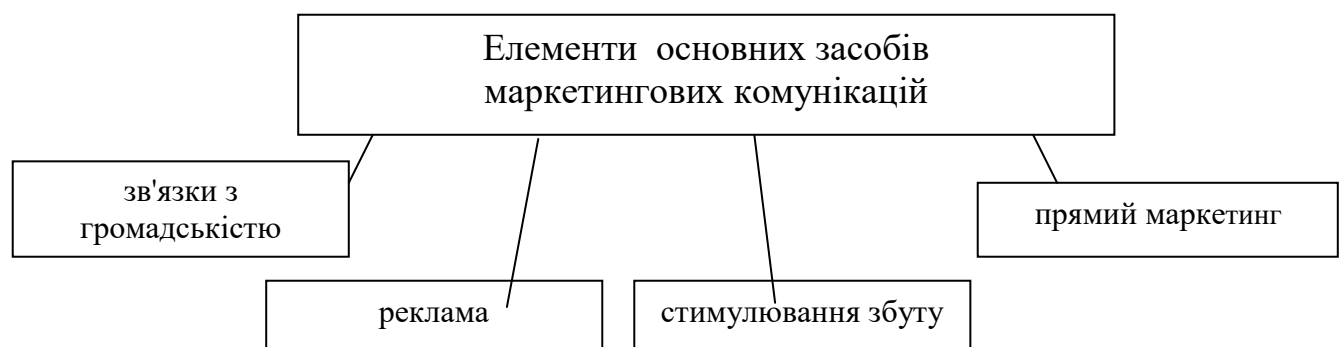 Елементи основних засобів
маркетингових комунікацій
зв'язки з
громадськістю
прямий маркетинг
реклама
стимулювання збуту